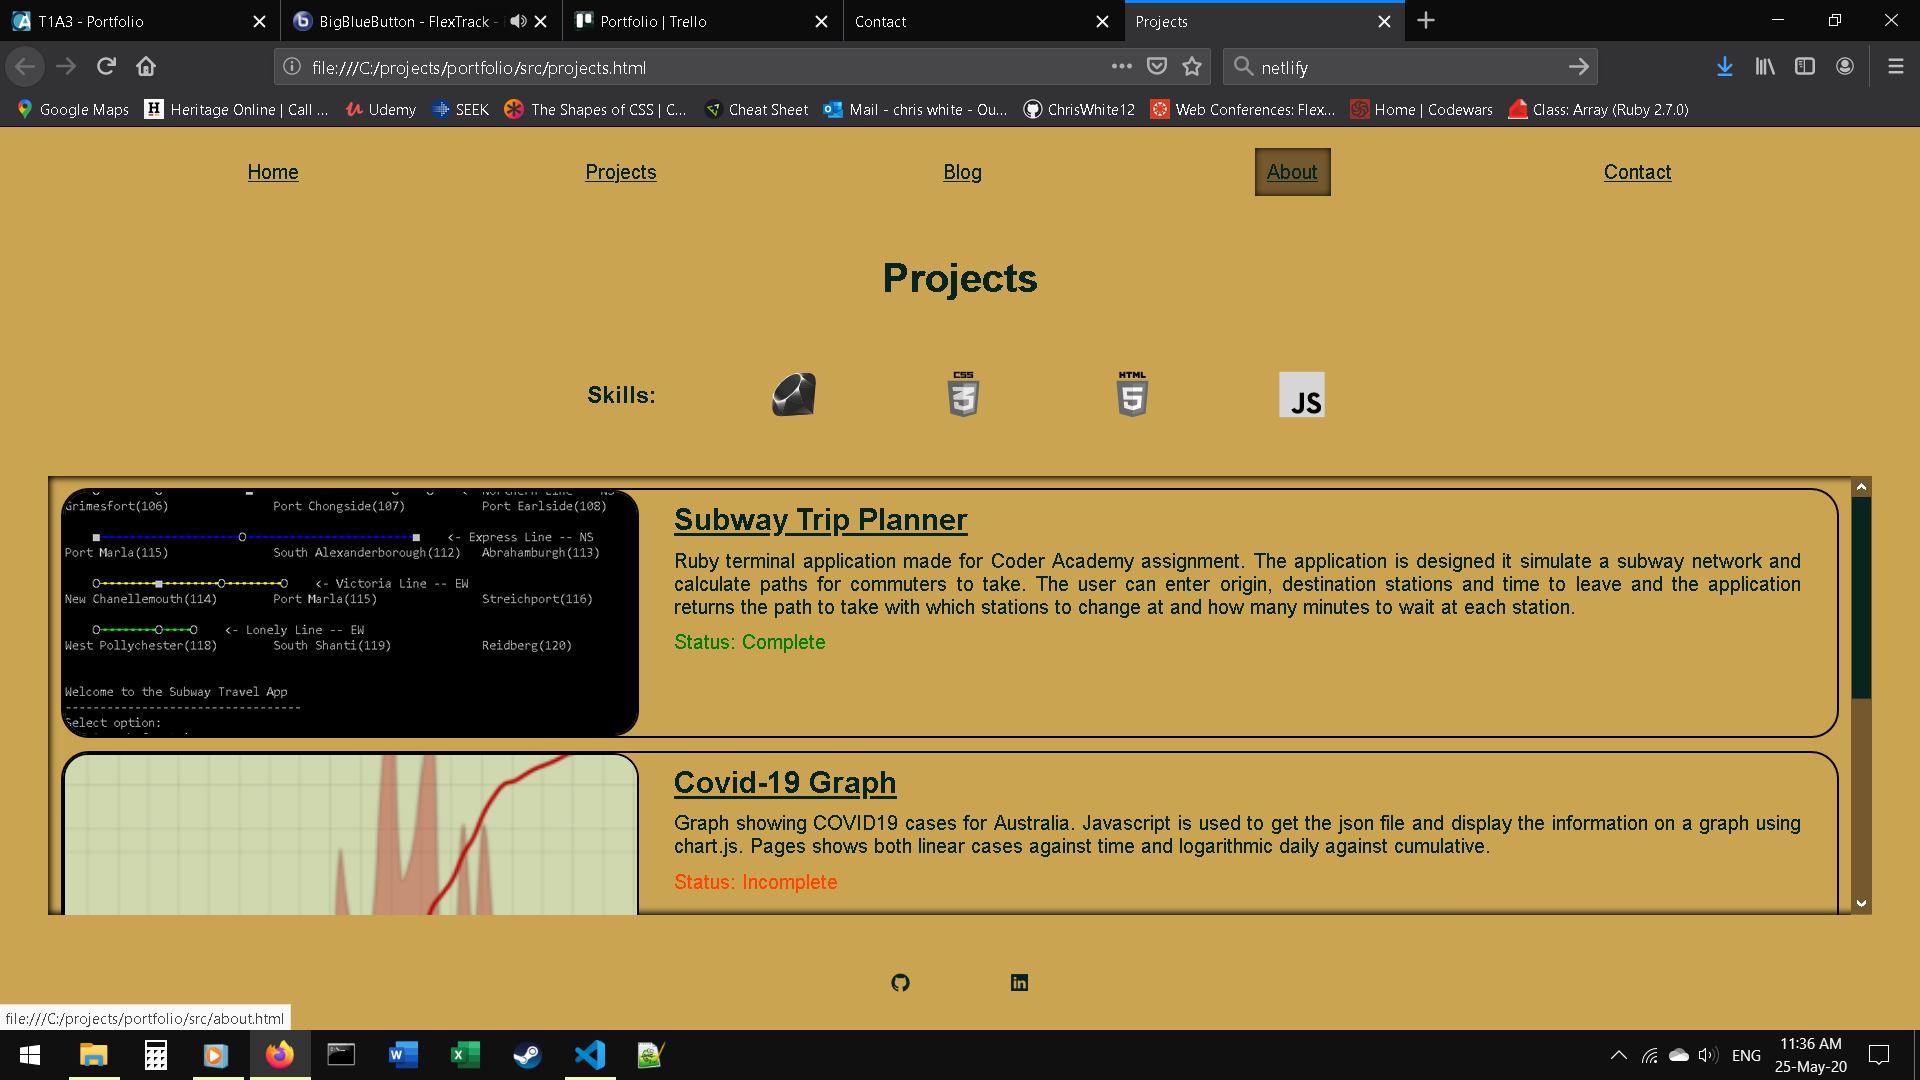 T1A3 - Portfolio
BigBlueButton - FlexTrack -
Portfolio | Trello
Contact
Projects
file:///C:/projects/portfolio/src/projects.html
netlify
Google Maps
Heritage Online | Call ...
Udemy
SEEK
The Shapes of CSS | C...
Cheat Sheet
Mail - chris white - Ou...
ChrisWhite12
Web Conferences: Flex...
Home | Codewars
Class: Array (Ruby 2.7.0)
Home
Projects
Blog
About
Contact
Projects
Skills:
CSS
3
HTML
5
JS
Grimesfort(106) Port Chongside(107) Port Earlside(108)
<- Express Line -- NS
Port Marla(115) South Alexanderborough(112) Abrahamburgh(113)
<- Victoria Line -- EW
New Chanellemouth(114) Port Marla(115) Streichport(116)
<- Lonely Line -- EW
West Pollychester(118) South Shanti(119) Reidberg(120)
Welcome to the Subway Travel App
----------------------------------
Select option:
Subway Trip Planner
Ruby terminal application made for Coder Academy assignment. The application is designed it simulate a subway network and
calculate paths for commuters to take. The user can enter origin, destination stations and time to leave and the application
returns the path to take with which stations to change at and how many minutes to wait at each station.
Status: Complete
Covid-19 Graph
Graph showing COVID19 cases for Australia. Javascript is used to get the json file and display the information on a graph using
chart.js. Pages shows both linear cases against time and logarithmic daily against cumulative.
Status: Incomplete
file:///C:/projects/portfolio/src/about.html
ENG
11:36 AM
25-May-20